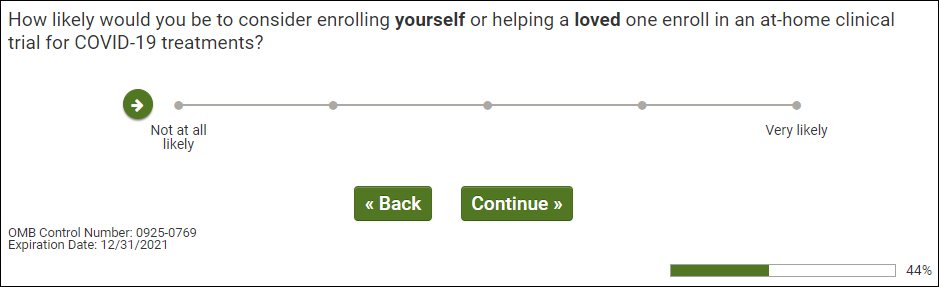 How likely would you be to consider enrolling yourself or helping a loved one enroll in an at-home clinical
trial for COVID-19 treatments?
Not at all
likely
Very likely
« Back
Continue »
OMB Control Number: 0925-0769
Expiration Date: 12/31/2021
44%